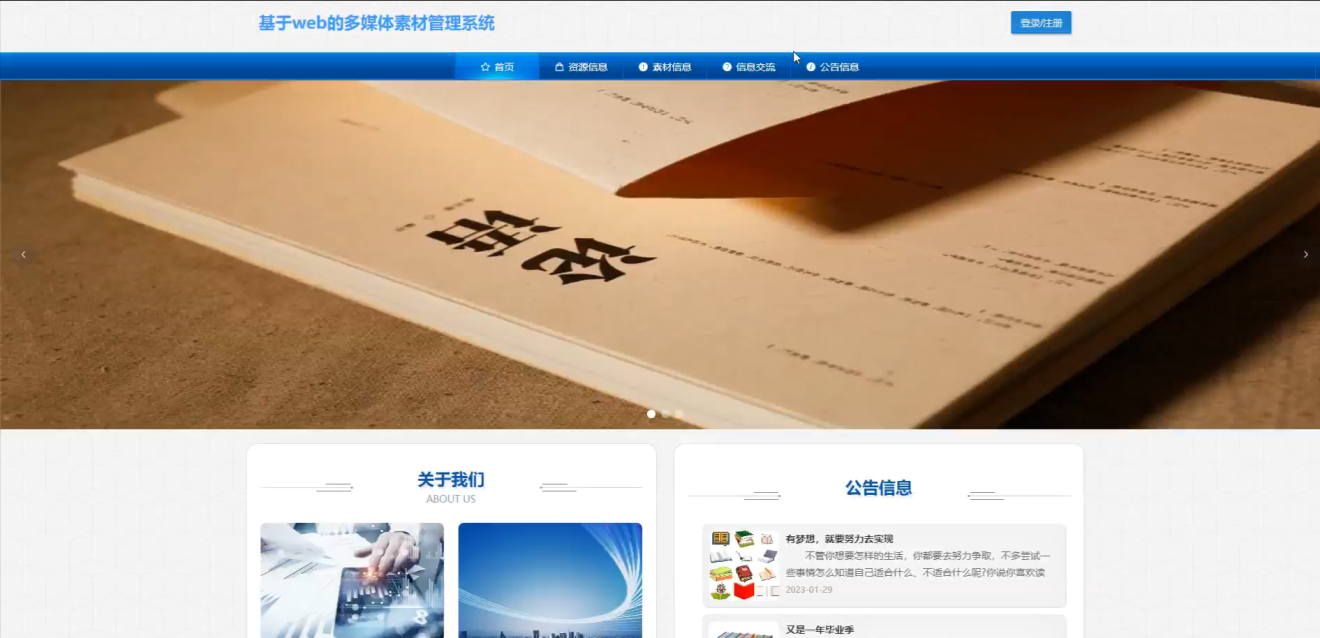 基于web的多媒体素材管理系统
登录/注册
首页
资源信息
素材信息
信息交流
公告信息
论语
关于我们
ABOUT US
公告信息
有梦想，就要努力去实现
不管你想要怎样的生活，你都要去努力争取，不多尝试一
些事情怎么知道自己适合什么、不适合什么呢?你说你喜欢读
2023-01-29
又是一年毕业季